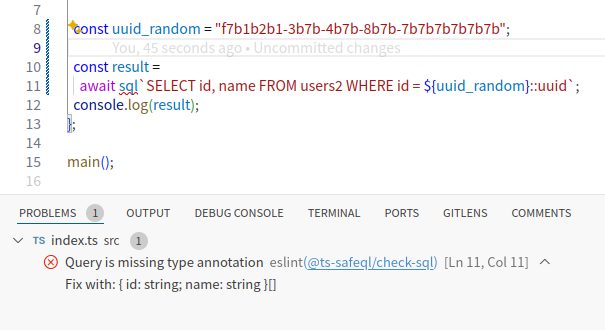 7
8 const uuid_random = "f7b1b2b1-3b7b-4b7b-8b7b-7b7b7b7b7b7b";
9 You, 45 seconds ago • Uncommitted changes
10 const result =
11 await sql`SELECT id, name FROM users2 WHERE id = ${uuid_random}::uuid`;
12 console.log(result);
13 };
14
15 main();
16
PROBLEMS 1 OUTPUT DEBUG CONSOLE TERMINAL PORTS GITLENS COMMENTS
TS index.ts src 1
Query is missing type annotation eslint(@ts-safeql/check-sql) [Ln 11, Col 11]
Fix with: { id: string; name: string }[]